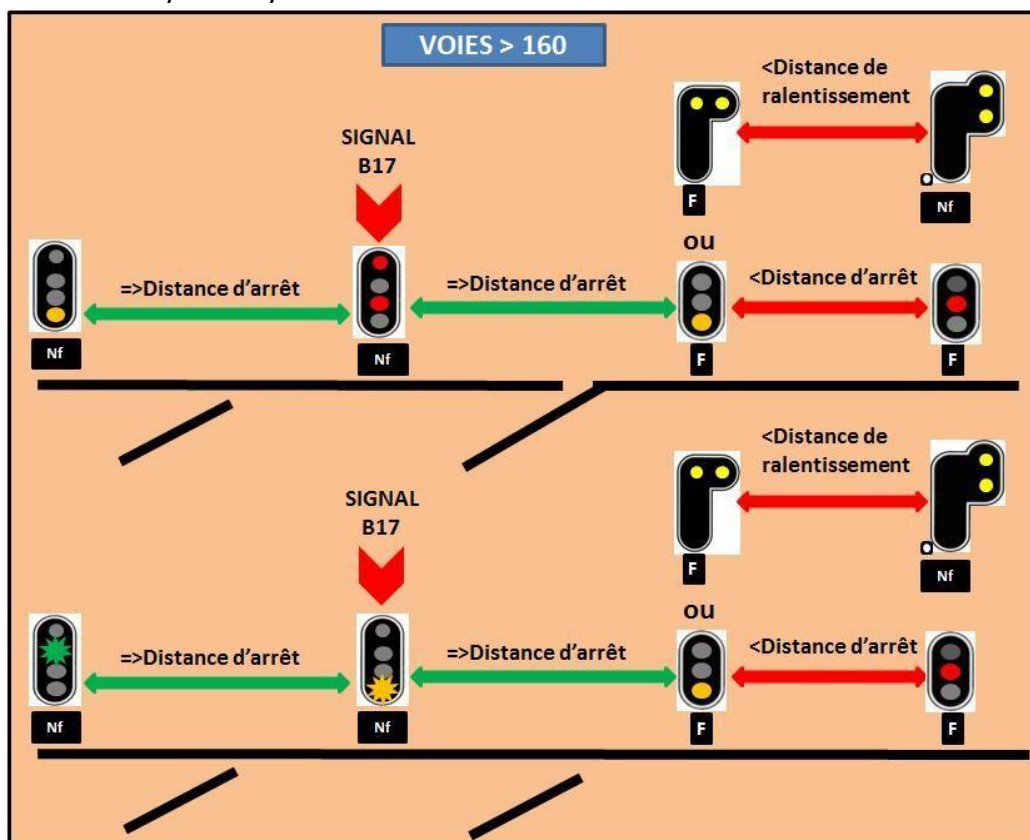 VOIES > 160
<Distance de
ralentissement
SIGNAL
B17
F
Nf
ou
=>Distance d'arrêt
=>Distance d'arrêt
<Distance d'arrêt
Nf
Nf
F
F
<Distance de
ralentissement
SIGNAL
B17
F
Nf
ou
=>Distance d'arrêt
=>Distance d'arrêt
<Distance d'arrêt
Nf
Nf
F
F